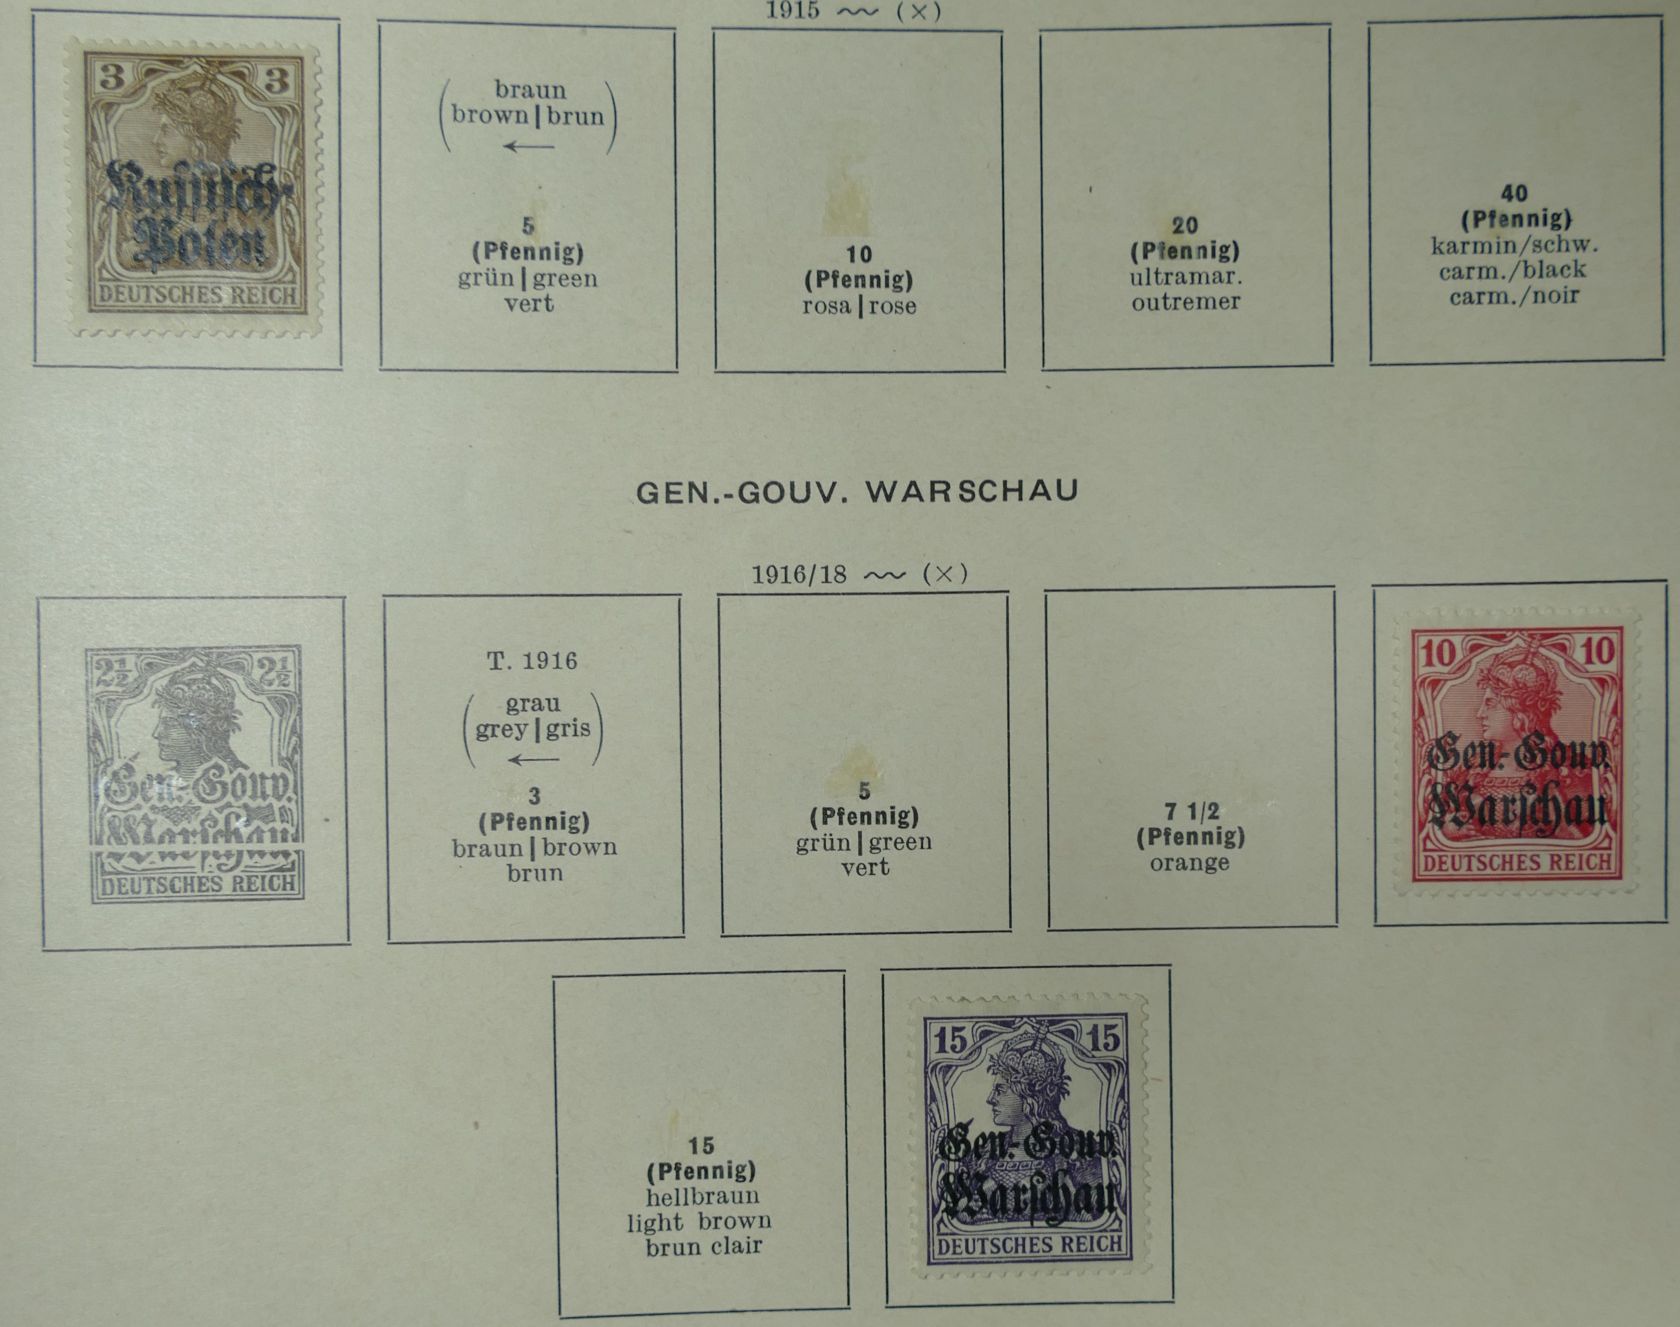 1915 (×)
3 3
Russisch-
Polen
DEUTSCHES REICH
braun
brown|brun
5
(Pfennig)
grün|green
vert
10
(Pfennig)
rosa|rose
20
(Pfennig)
ultramar.
outremer
40
(Pfennig)
karmin/schw.
carm./black
carm./noir
GEN.-GOUV. WARSCHAU
1916/18 (×)
2½ 2½
Gen.-Gouv.
Warschau
DEUTSCHES REICH
T. 1916
grau
grey|gris
3
(Pfennig)
braun|brown
brun
5
(Pfennig)
grün|green
vert
7 1/2
(Pfennig)
orange
10 10
Gen.-Gouv.
Warschau
DEUTSCHES REICH
15
(Pfennig)
hellbraun
light brown
brun clair
15 15
Gen.-Gouv.
Warschau
DEUTSCHES REICH